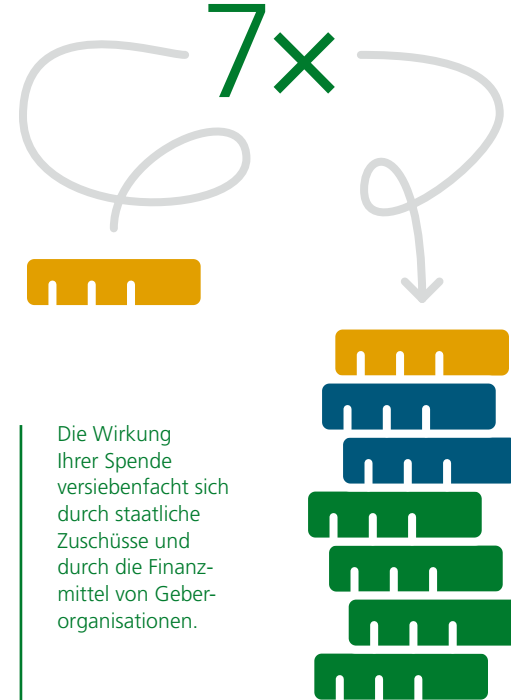 7×
Die Wirkung
Ihrer Spende
versiebenfacht sich
durch staatliche
Zuschüsse und
durch die Finanz-
mittel von Geber-
organisationen.